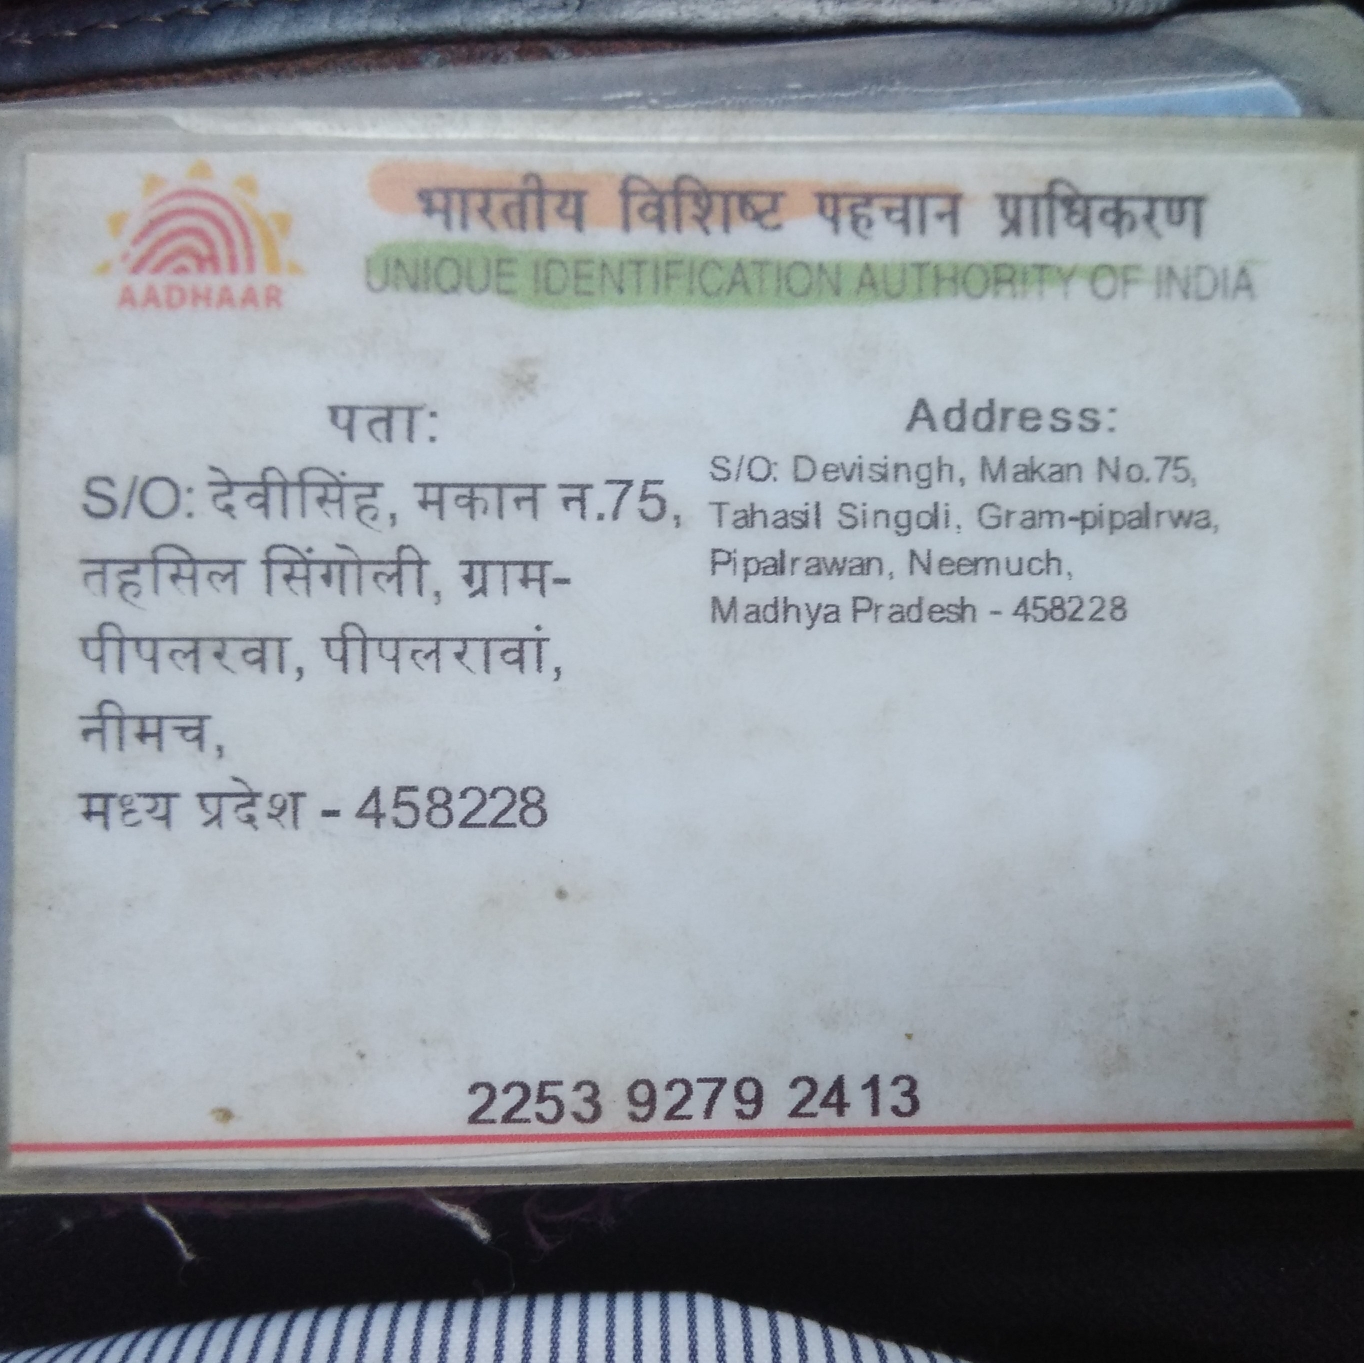 भारतीय विशिष्ट पहचान प्राधिकरण
UNIQUE IDENTIFICATION AUTHORITY OF INDIA
AADHAAR
पता:
S/O: देवीसिंह, मकान न.75,
तहसिल सिंगोली, ग्राम-
पीपलरवा, पीपलरावां,
नीमच,
मध्य प्रदेश - 458228
Address:
S/O: Devisingh, Makan No.75,
Tahasil Singoli, Gram-pipalrwa,
Pipalrawan, Neemuch,
Madhya Pradesh - 458228
2253 9279 2413